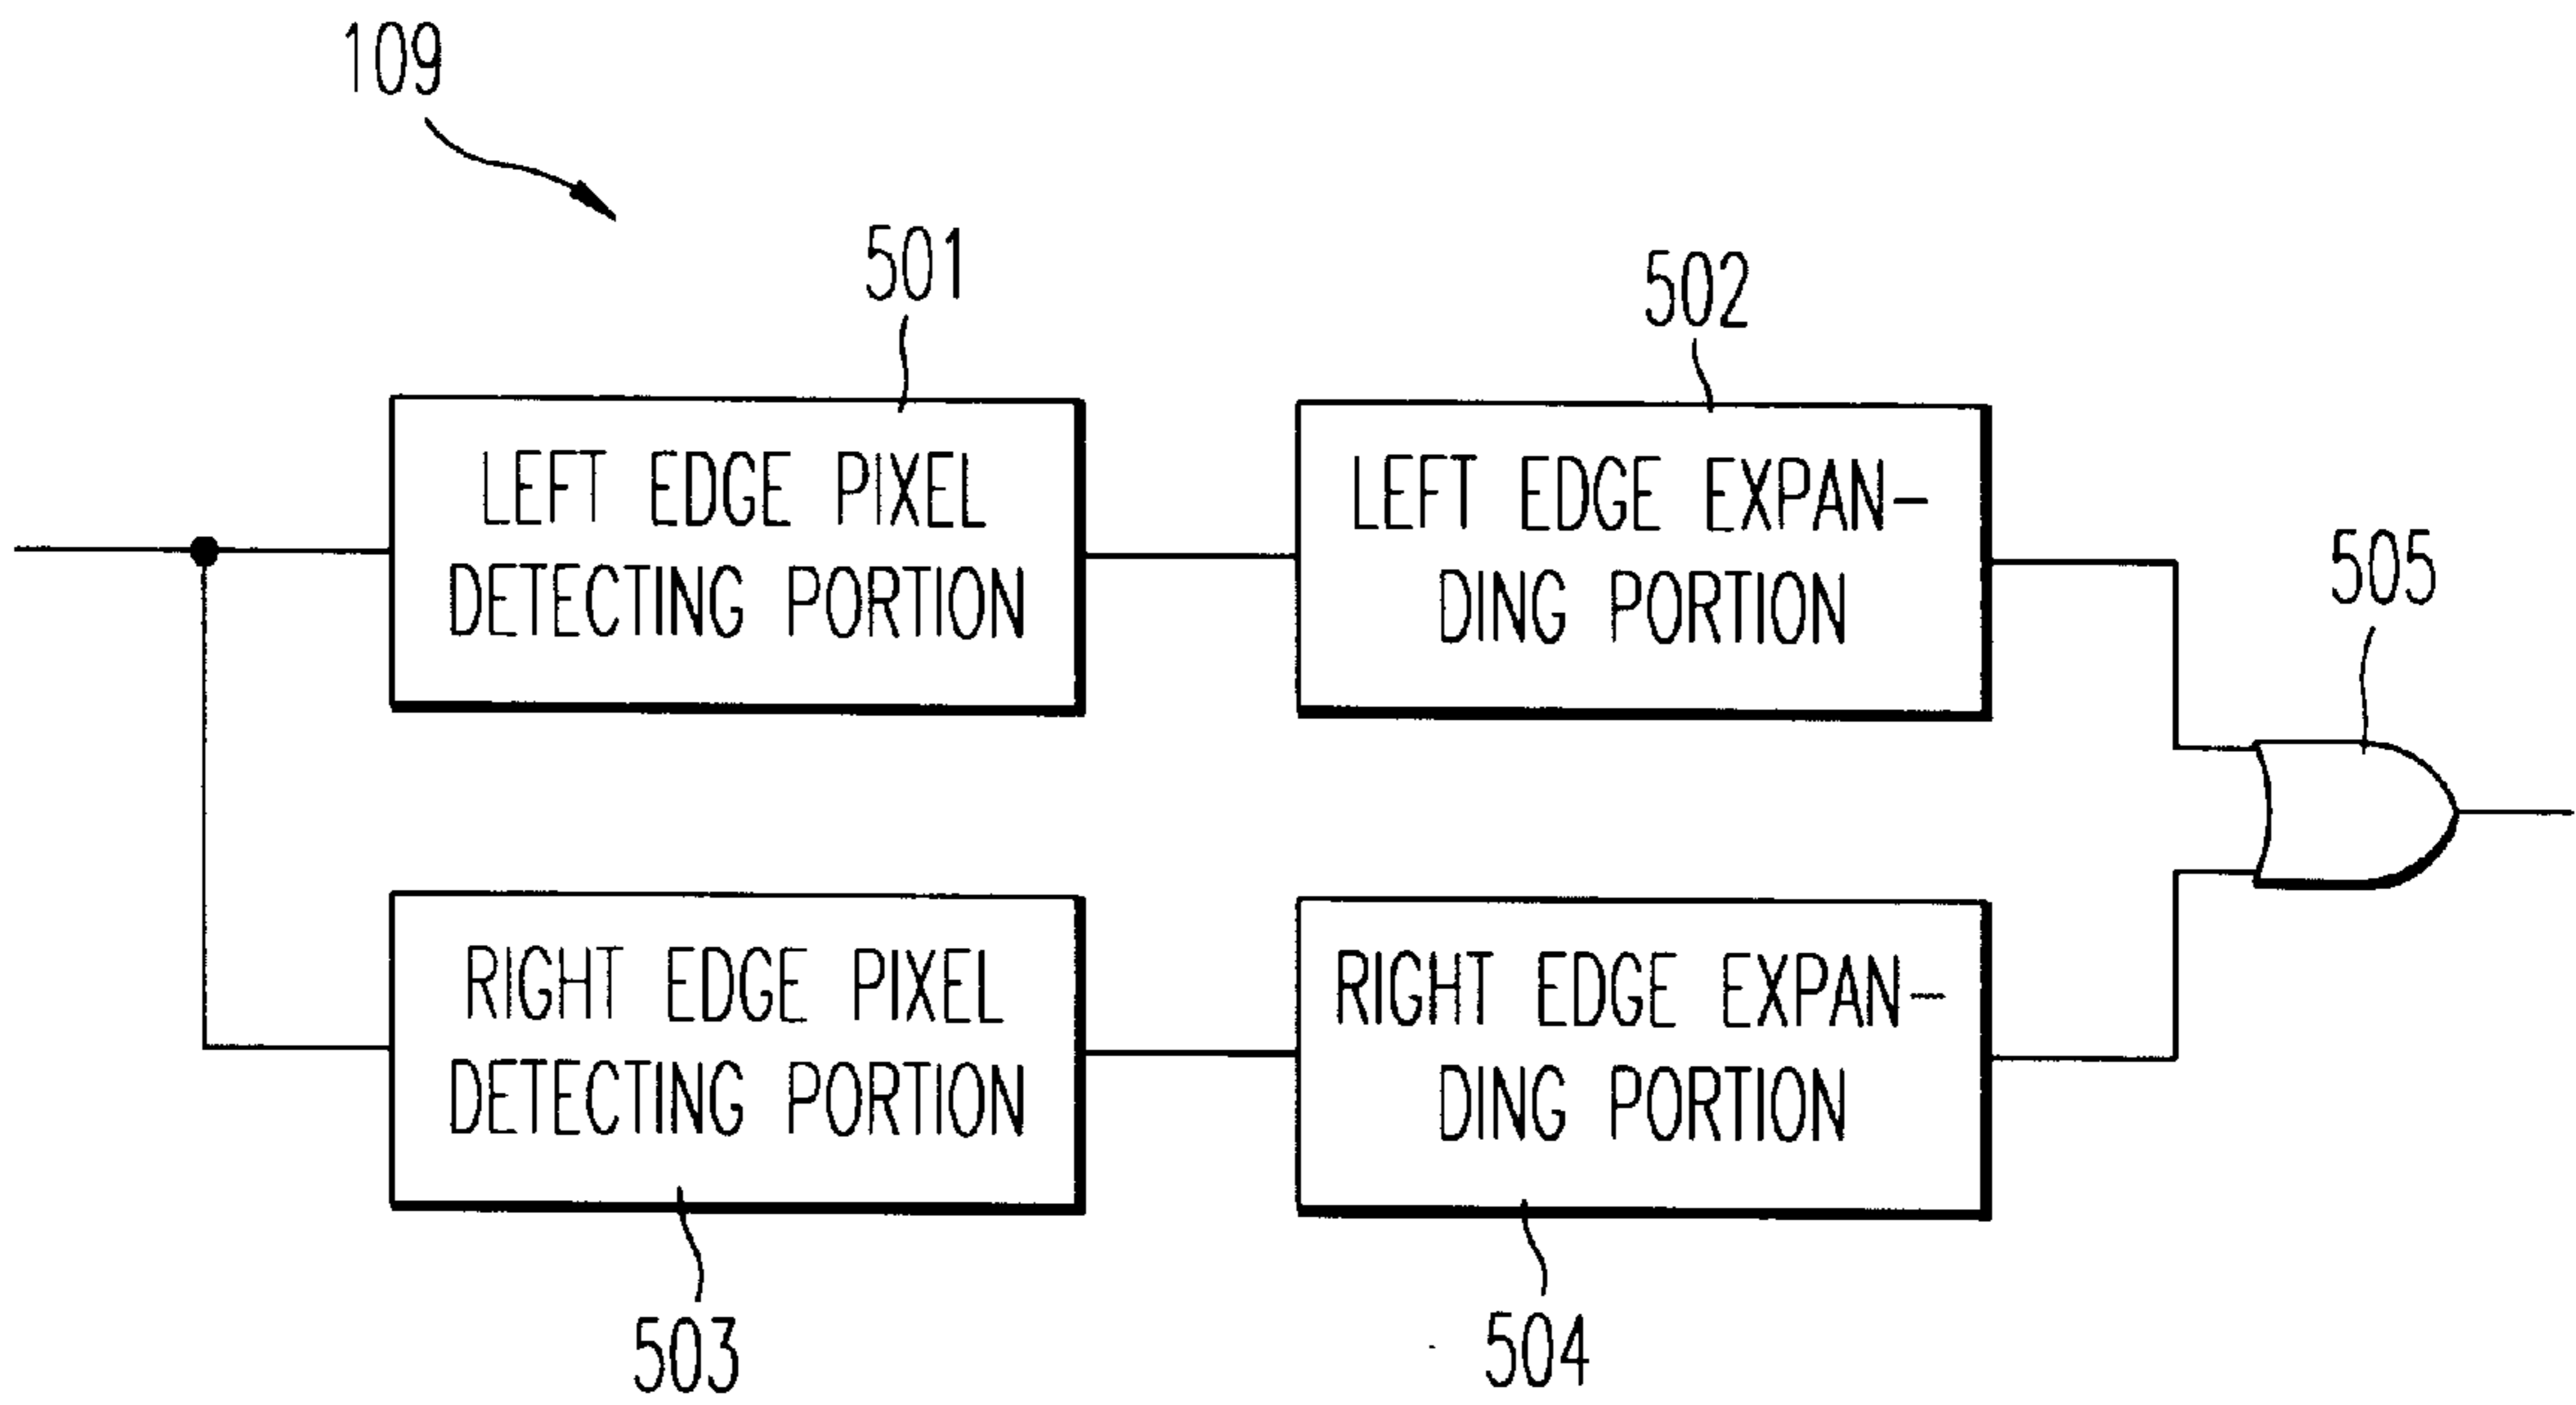 109
501
502
LEFT EDGE PIXEL
DETECTING PORTION
LEFT EDGE EXPAN-
DING PORTION
505
RIGHT EDGE PIXEL
DETECTING PORTION
RIGHT EDGE EXPAN-
DING PORTION
503
504